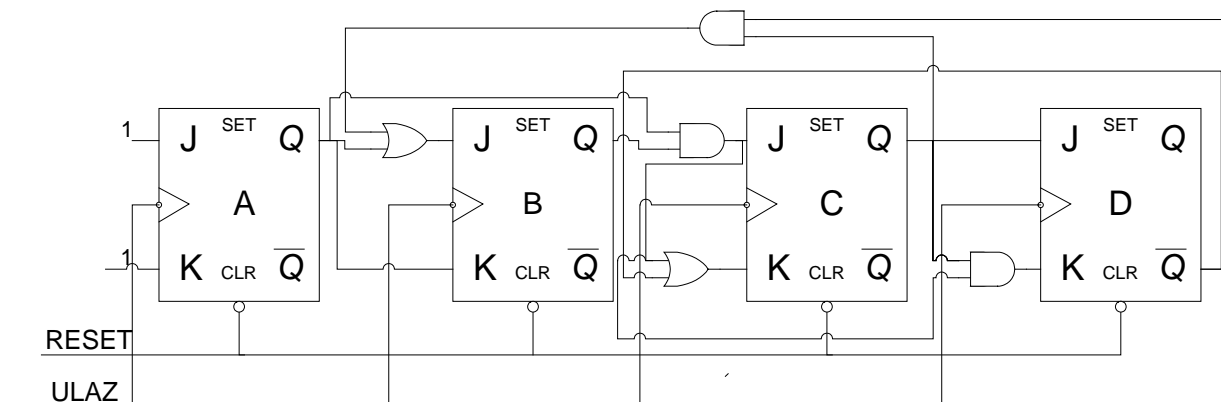 1 J SET Q J SET Q J SET Q J SET Q
A B C D
1 K CLR Q K CLR Q K CLR Q K CLR Q
RESET
ULAZ